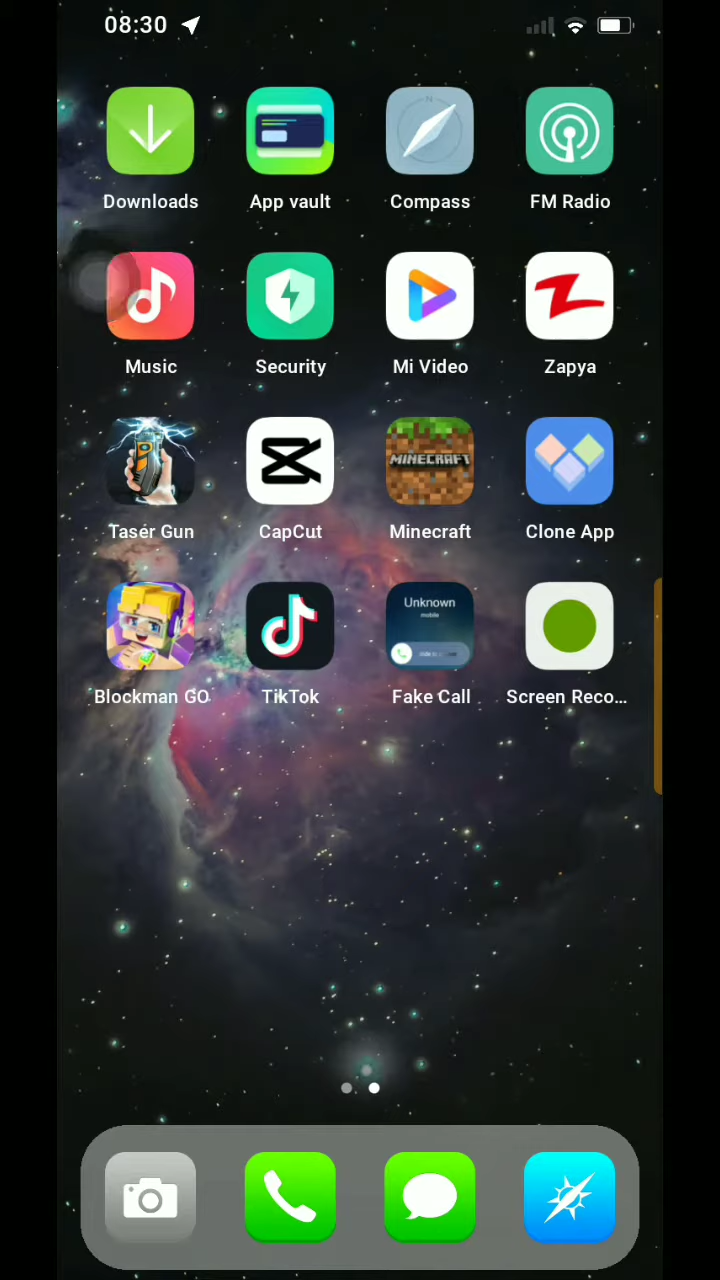 08:30
Downloads App vault Compass FM Radio
N
Music Security Mi Video Zapya
MINECRAFT
Taser Gun CapCut Minecraft Clone App
Unknown
mobile
Blockman GO TikTok Fake Call Screen Reco...